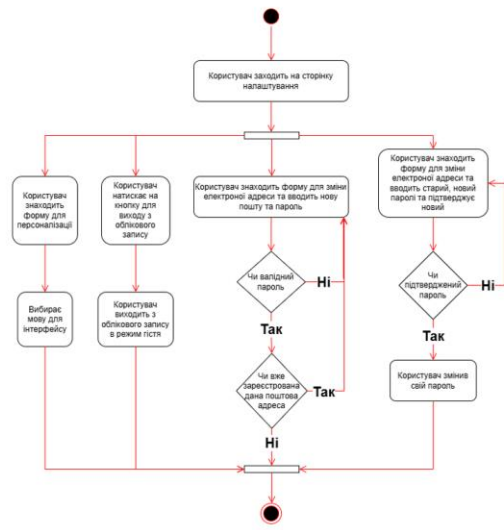 Користувач заходить на сторінку
налаштування
Користувач
знаходить
форму для
персоналізації
Користувач
натискає на
кнопку для
виходу з
облікового
запису
Користувач знаходить форму для зміни
електроної адреси та вводить нову
пошту та пароль
Користувач знаходить
форму для зміни
електроної адреси та
вводить старий, новий
паролі та підтверджує
новий
Вибирає
мову для
інтерфейсу
Користувач
виходить з
облікового запису
в режим гістя
Чи валідний
пароль
Ні
Так
Чи
підтверджений
пароль
Ні
Так
Чи вже
зареєстрована
дана поштова
адреса
Так
Ні
Користувач змінив
свій пароль